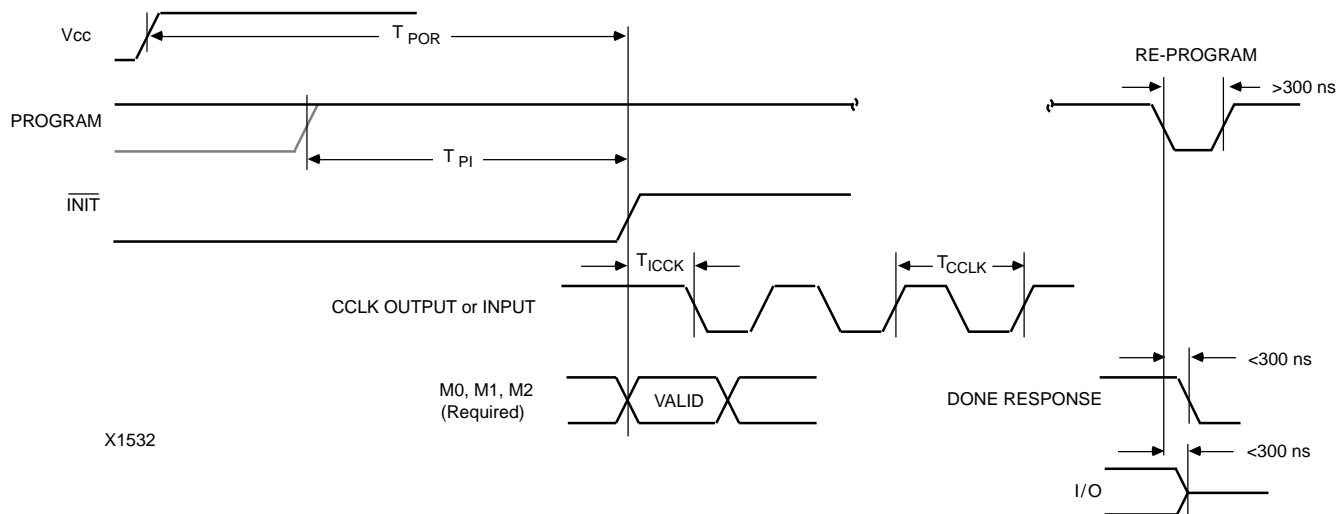 Vcc
T POR
RE-PROGRAM
>300 ns
PROGRAM
T PI
INIT
T ICCK
T CCLK
CCLK OUTPUT or INPUT
<300 ns
M0, M1, M2
(Required)
VALID
DONE RESPONSE
X1532
<300 ns
I/O